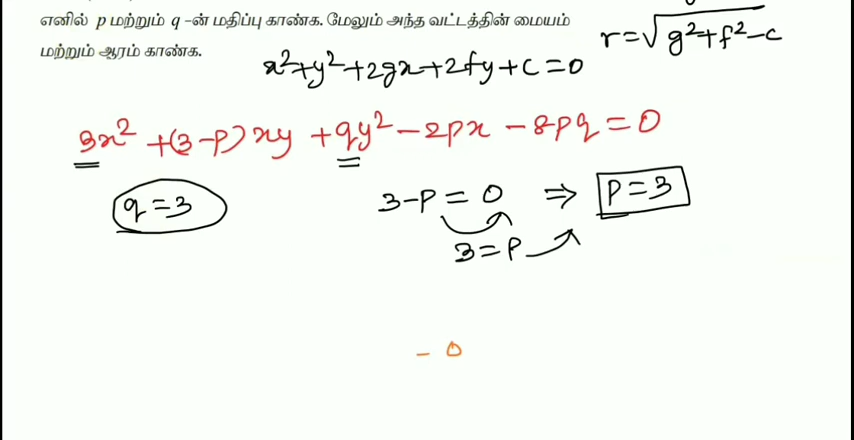 எனில் p மற்றும் q -ன் மதிப்பு காண்க. மேலும் அந்த வட்டத்தின் மையம்
மற்றும் ஆரம் காண்க.
r=√g²+f²-c
x²+y²+2gx+2fy+c=0
3x²+(3-p)xy+qy²-2px-8pq=0
q=3
3-p=0 ⇒ p=3
3=p
- 0